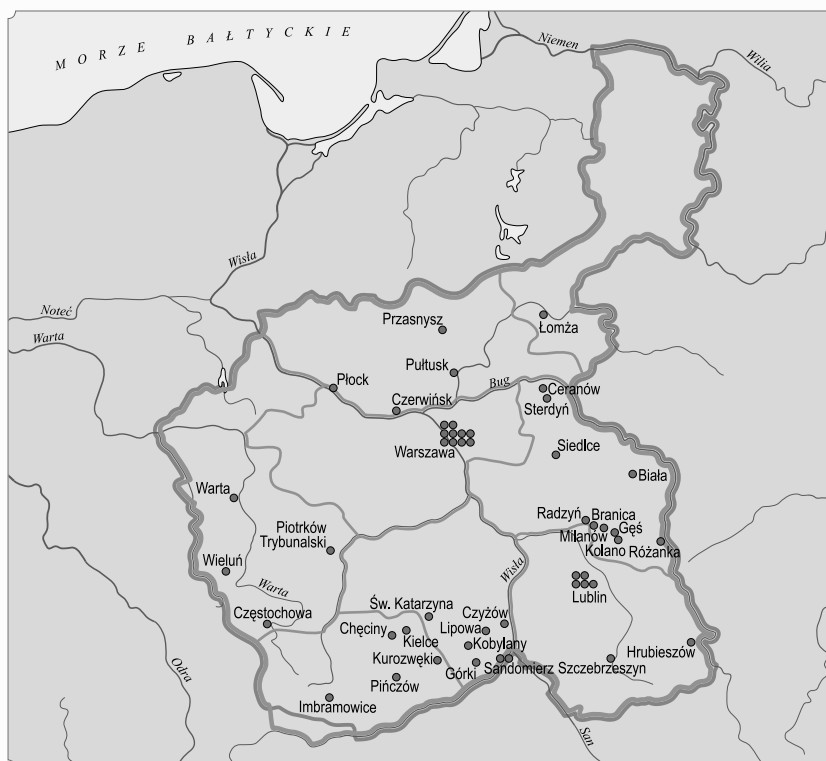 MORZE BAŁTYCKIE
Niemen
Wilia
Wisła
Noteć
Warta
Przasnysz
Łomża
Pułtusk
Płock
Bug
Ceranów
Czerwińsk
Sterdyń
Warszawa
Siedlce
Biała
Warta
Radzyń
Branica
Piotrków
Trybunalski
Milanów
Gęś
Kolano
Różanka
Wieluń
Wisła
Warta
Lublin
Częstochowa
Św. Katarzyna
Czyżów
Chęciny
Lipowa
Kielce
Kobylany
Hrubieszów
Kurozwęki
Górki
Sandomierz
Szczebrzeszyn
Odra
Pińczów
Imbramowice
San